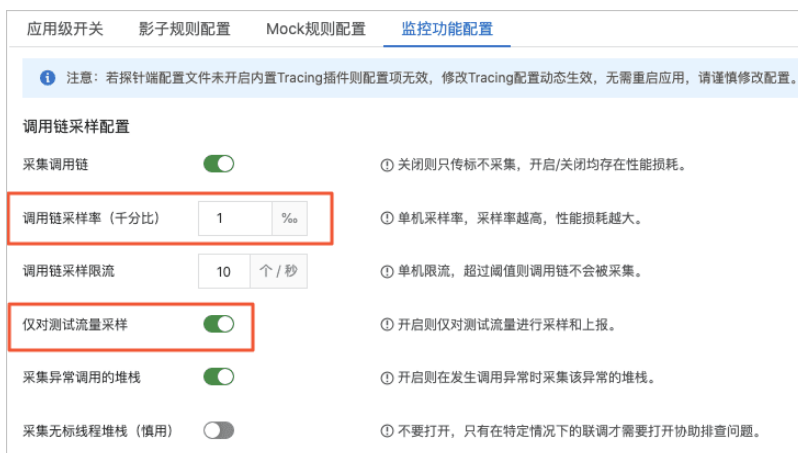 应用级开关 影子规则配置 Mock规则配置 监控功能配置
注意：若探针端配置文件未开启内置Tracing插件则配置项无效，修改Tracing配置动态生效，无需重启应用，请谨慎修改配置。
调用链采样配置
采集调用链 关闭则只传标不采集，开启/关闭均存在性能损耗。
调用链采样率（千分比） 1 ‰ 单机采样率，采样率越高，性能损耗越大。
调用链采样限流 10 个 / 秒 单机限流，超过阈值则调用链不会被采集。
仅对测试流量采样 开启则仅对测试流量进行采样和上报。
采集异常调用的堆栈 开启则在发生调用异常时采集该异常的堆栈。
采集无标线程堆栈（慎用） 不要打开，只有在特定情况下的联调才需要打开协助排查问题。